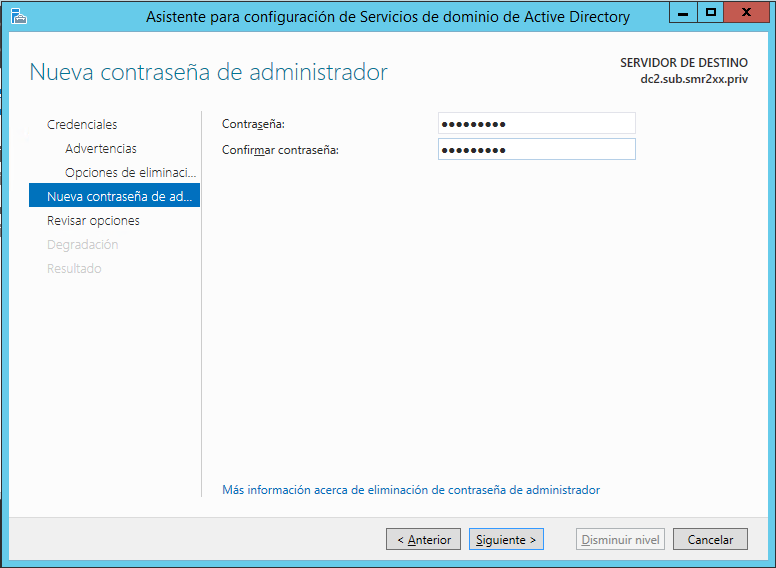 Asistente para configuración de Servicios de dominio de Active Directory
Nueva contraseña de administrador
SERVIDOR DE DESTINO
dc2.sub.smr2xx.priv
Credenciales
Advertencias
Opciones de eliminaci...
Nueva contraseña de ad...
Revisar opciones
Degradación
Resultado
Contraseña: ●●●●●●●●●
Confirmar contraseña: ●●●●●●●●●
Más información acerca de eliminación de contraseña de administrador
< Anterior Siguiente > Disminuir nivel Cancelar